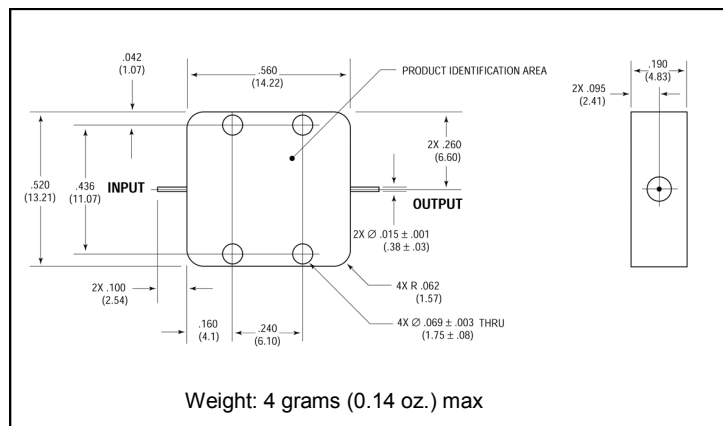 .042
(1.07)
.560
(14.22)
PRODUCT IDENTIFICATION AREA
.190
(4.83)
2X .095
(2.41)
2X .260
(6.60)
.520
(13.21)
.436
(11.07)
INPUT
OUTPUT
2X Ø .015 ± .001
(.38 ± .03)
2X .100
(2.54)
4X R .062
(1.57)
.160
(4.1)
.240
(6.10)
4X Ø .069 ± .003 THRU
(1.75 ± .08)
Weight: 4 grams (0.14 oz.) max